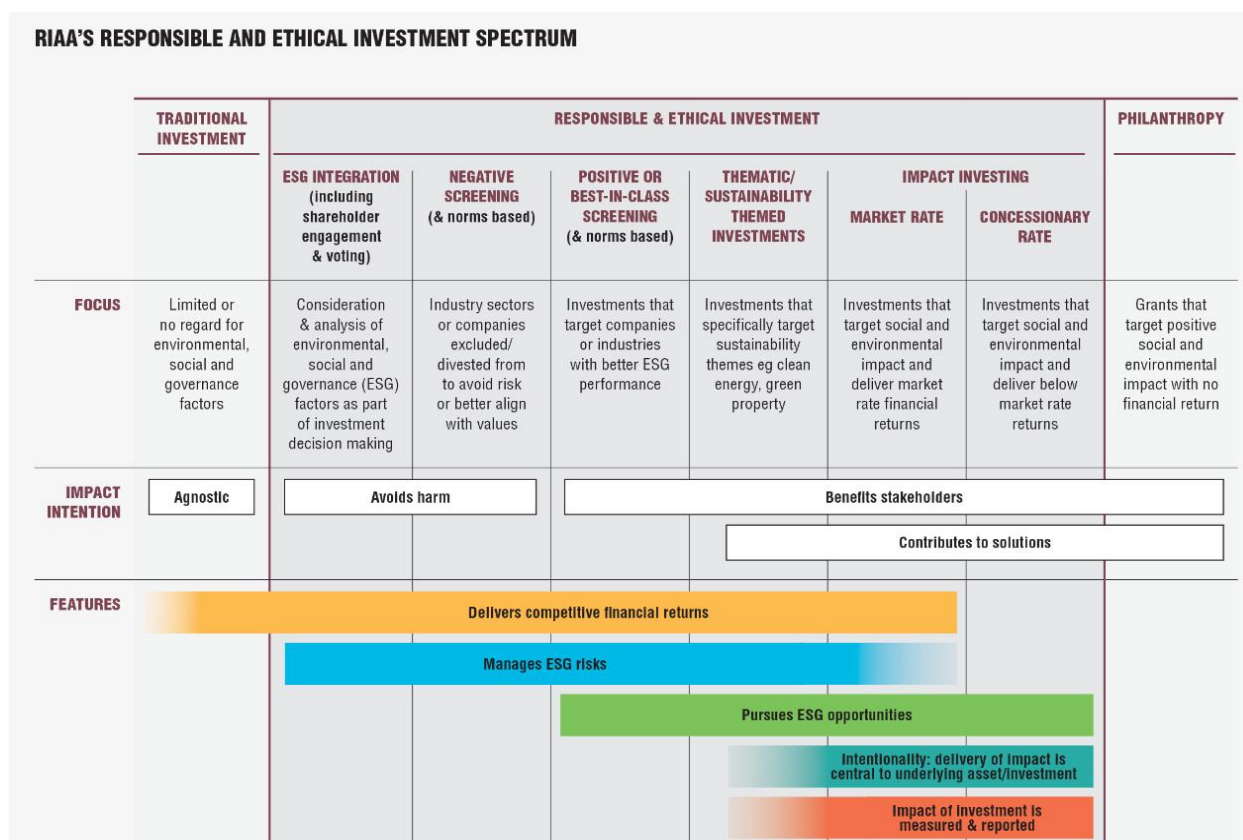 RIAA'S RESPONSIBLE AND ETHICAL INVESTMENT SPECTRUM
TRADITIONAL
INVESTMENT
RESPONSIBLE & ETHICAL INVESTMENT
PHILANTHROPY
ESG INTEGRATION
(including
shareholder
engagement
& voting)
NEGATIVE
SCREENING
(& norms based)
POSITIVE OR
BEST-IN-CLASS
SCREENING
(& norms based)
THEMATIC/
SUSTAINABILITY
THEMED
INVESTMENTS
IMPACT INVESTING
MARKET RATE
CONCESSIONARY
RATE
FOCUS
Limited or
no regard for
environmental,
social and
governance
factors
Consideration
& analysis of
environmental,
social and
governance (ESG)
factors as part
of investment
decision making
Industry sectors
or companies
excluded/
divested from
to avoid risk
or better align
with values
Investments that
target companies
or industries
with better ESG
performance
Investments that
specifically target
sustainability
themes eg clean
energy, green
property
Investments that
target social and
environmental
impact and
deliver market
rate financial
returns
Investments that
target social and
environmental
impact and
deliver below
market rate
returns
Grants that
target positive
social and
environmental
impact with no
financial return
IMPACT
INTENTION
Agnostic
Avoids harm
Benefits stakeholders
Contributes to solutions
FEATURES
Delivers competitive financial returns
Manages ESG risks
Pursues ESG opportunities
Intentionality: delivery of impact is
central to underlying asset/investment
Impact of investment is
measured & reported